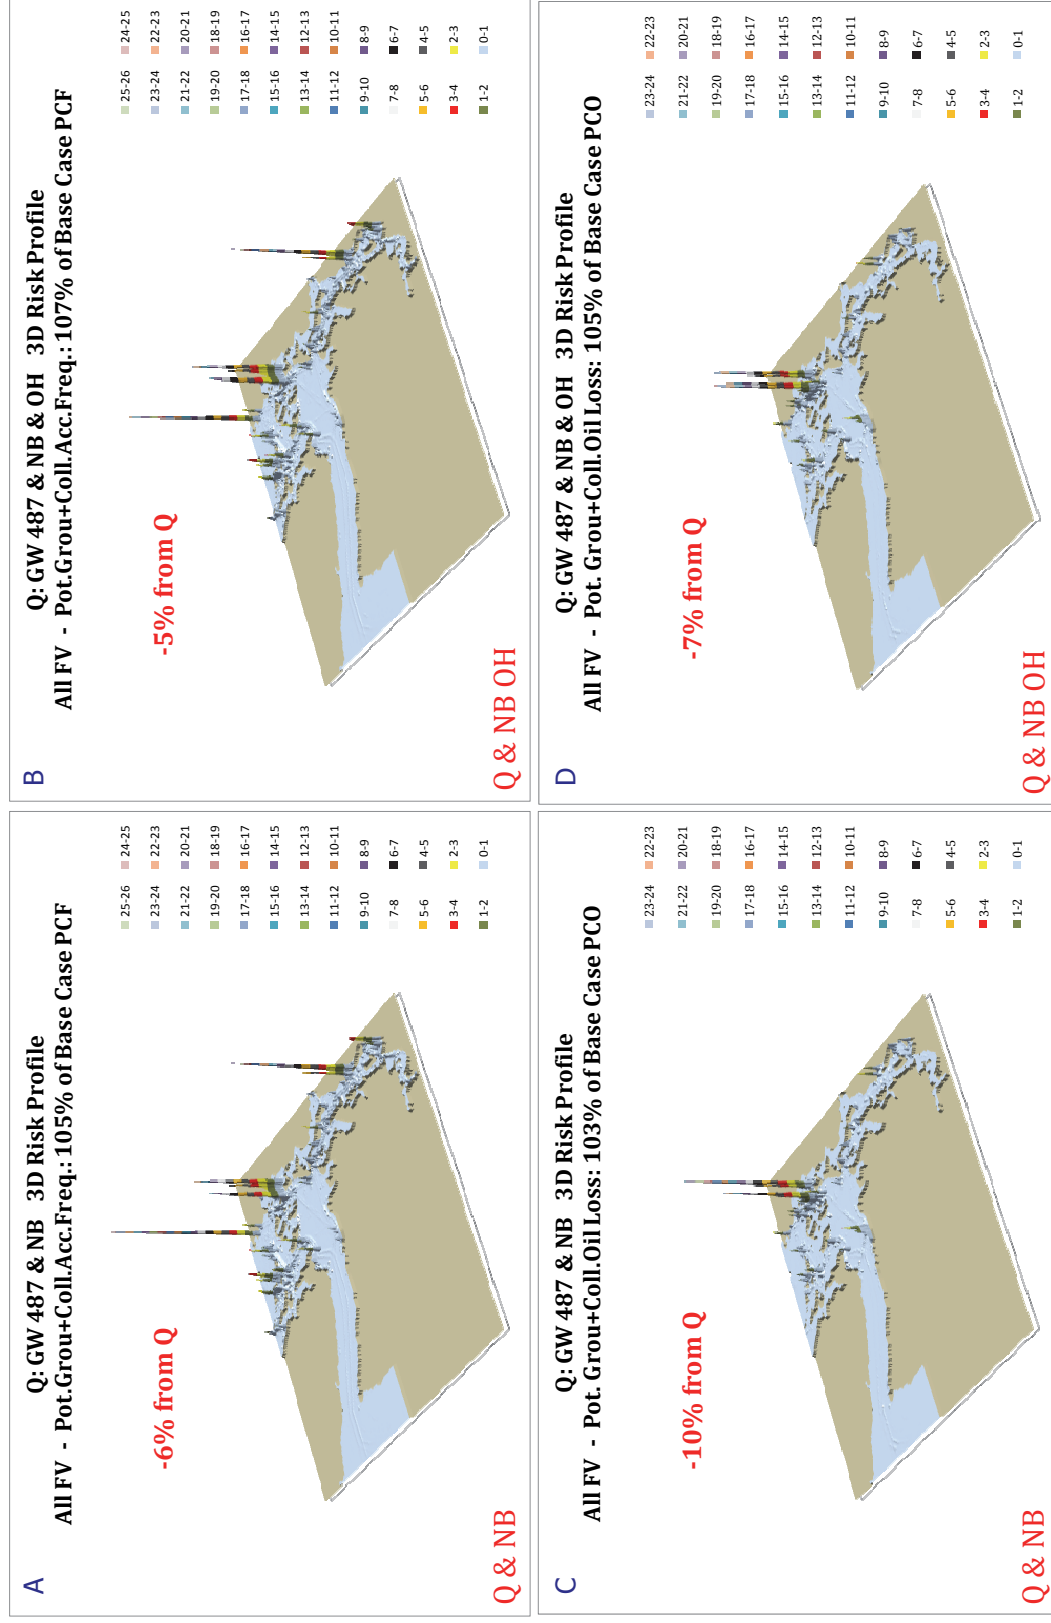 A
Q: GW 487 & NB 3D Risk Profile
All FV - Pot.Grou+Coll.Acc.Freq.: 105% of Base Case PCF
25-26 24-25
23-24 22-23
21-22 20-21
19-20 18-19
17-18 16-17
15-16 14-15
13-14 12-13
11-12 10-11
9-10 8-9
7-8 6-7
5-6 4-5
3-4 2-3
1-2 0-1
-6% from Q
Q & NB
B
Q: GW 487 & NB & OH 3D Risk Profile
All FV - Pot.Grou+Coll.Acc.Freq.: 107% of Base Case PCF
25-26 24-25
23-24 22-23
21-22 20-21
19-20 18-19
17-18 16-17
15-16 14-15
13-14 12-13
11-12 10-11
9-10 8-9
7-8 6-7
5-6 4-5
3-4 2-3
1-2 0-1
-5% from Q
Q & NB OH
C
Q: GW 487 & NB 3D Risk Profile
All FV - Pot. Grou+Coll.Oil Loss: 103% of Base Case PCO
23-24 22-23
21-22 20-21
19-20 18-19
17-18 16-17
15-16 14-15
13-14 12-13
11-12 10-11
9-10 8-9
7-8 6-7
5-6 4-5
3-4 2-3
1-2 0-1
-10% from Q
Q & NB
D
Q: GW 487 & NB & OH 3D Risk Profile
All FV - Pot. Grou+Coll.Oil Loss: 105% of Base Case PCO
23-24 22-23
21-22 20-21
19-20 18-19
17-18 16-17
15-16 14-15
13-14 12-13
11-12 10-11
9-10 8-9
7-8 6-7
5-6 4-5
3-4 2-3
1-2 0-1
-7% from Q
Q & NB OH